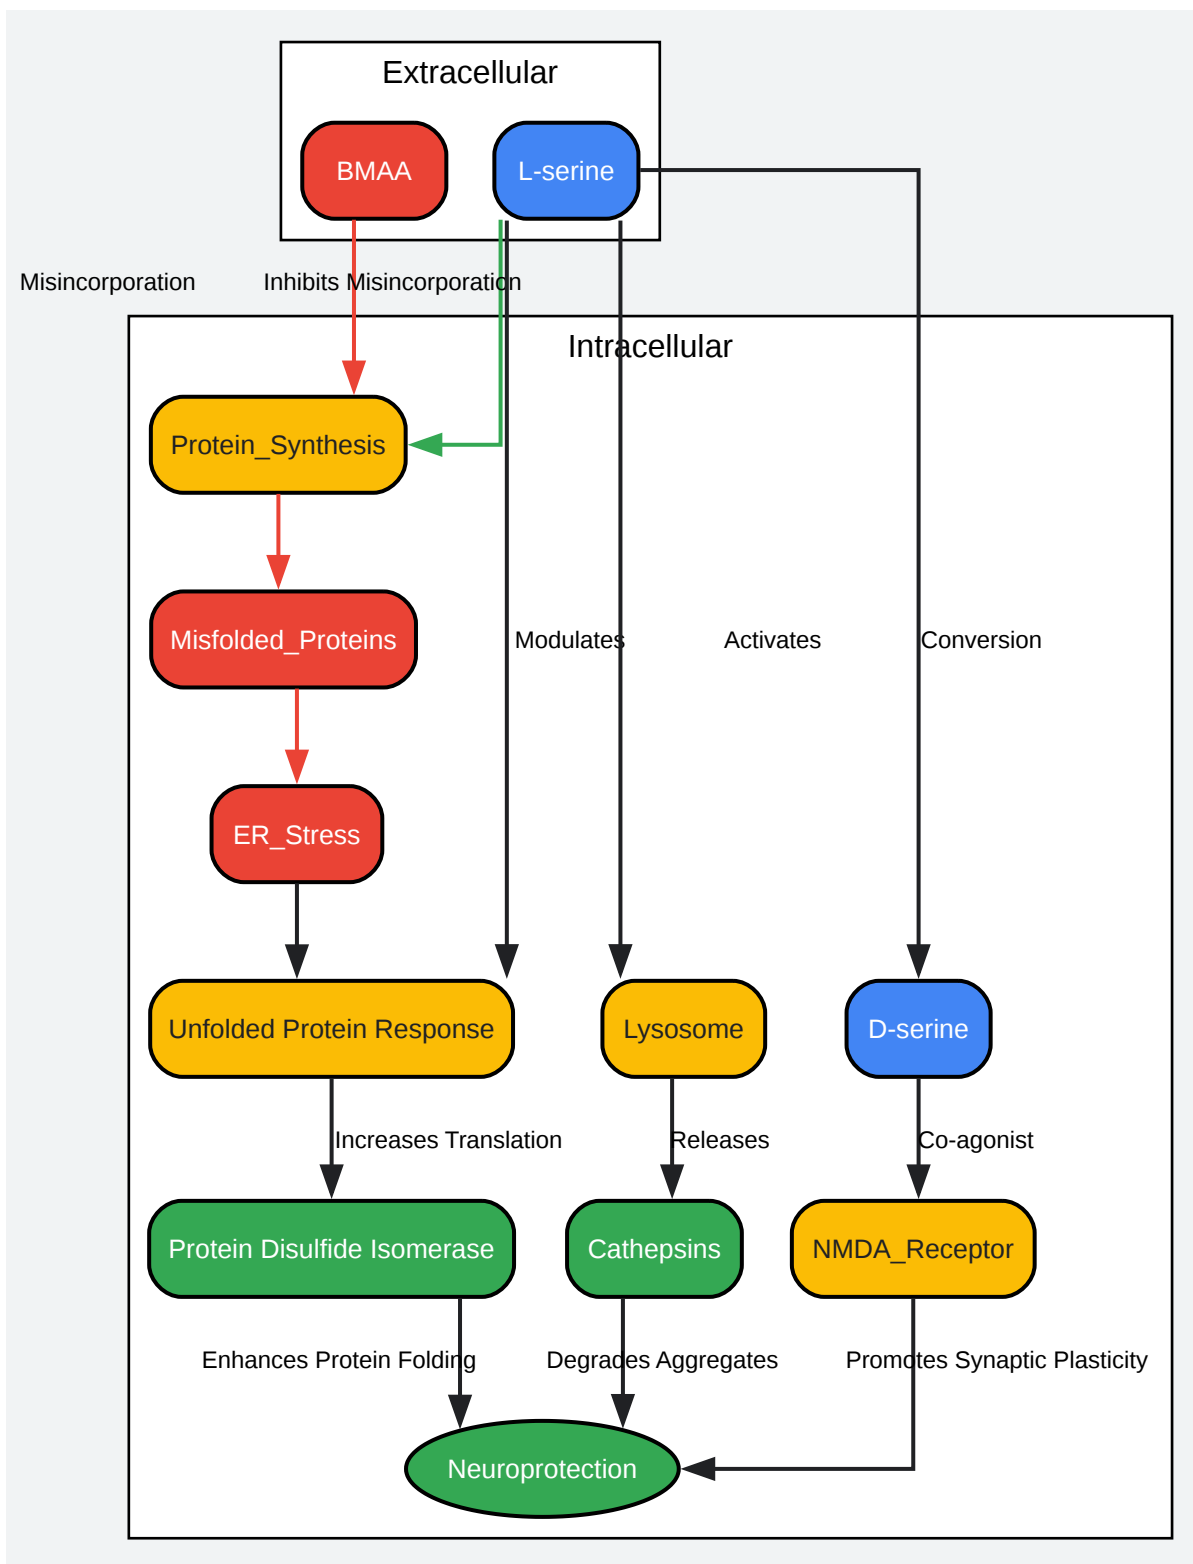 Extracellular
BMAA
L-serine
Misincorporation
Inhibits Misincorporation
Intracellular
Protein_Synthesis
Misfolded_Proteins
Modulates
Activates
Conversion
ER_Stress
Unfolded Protein Response
Lysosome
D-serine
Increases Translation
Releases
Co-agonist
Protein Disulfide Isomerase
Cathepsins
NMDA_Receptor
Enhances Protein Folding
Degrades Aggregates
Promotes Synaptic Plasticity
Neuroprotection